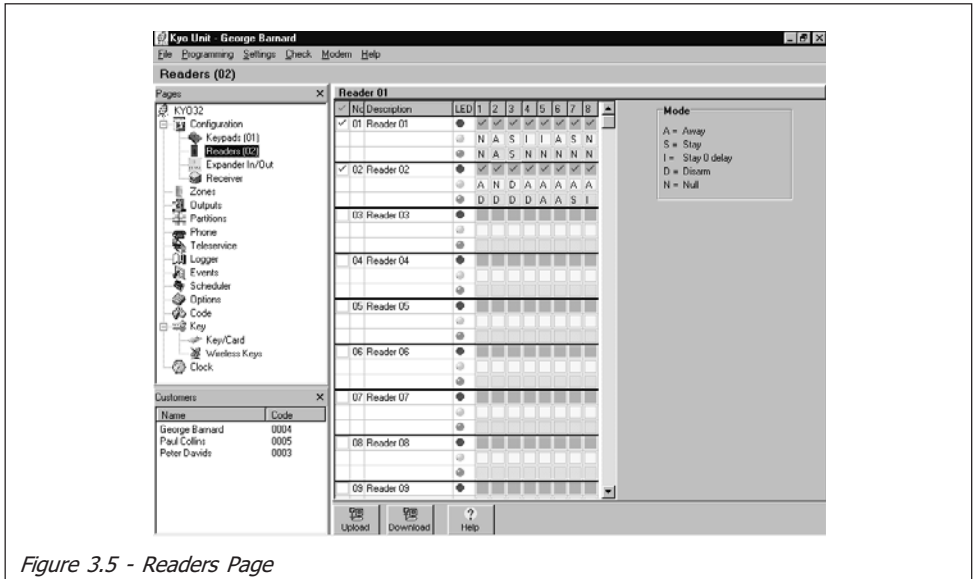 Kyo Unit - George Barnard
File Programming Settings Check Modem Help
Readers (02)
Pages
KYO32
Configuration
Keypads (01)
Readers (02)
Expander In/Out
Receiver
Zones
Outputs
Partitions
Phone
Teleservice
Logger
Events
Scheduler
Options
Code
Key
Key/Card
Wireless Keys
Clock
Customers
Name Code
George Barnard 0004
Paul Collins 0005
Peter Davids 0003
Reader 01
No Description LED 1 2 3 4 5 6 7 8
01 Reader 01
N A S I I A S N
N A S N N N N N
02 Reader 02
A N D A A A A A
D D D D A A S I
03 Reader 03
04 Reader 04
05 Reader 05
06 Reader 06
07 Reader 07
08 Reader 08
09 Reader 09
Mode
A = Away
S = Stay
I = Stay 0 delay
D = Disarm
N = Null
Upload Download Help
Figure 3.5 - Readers Page